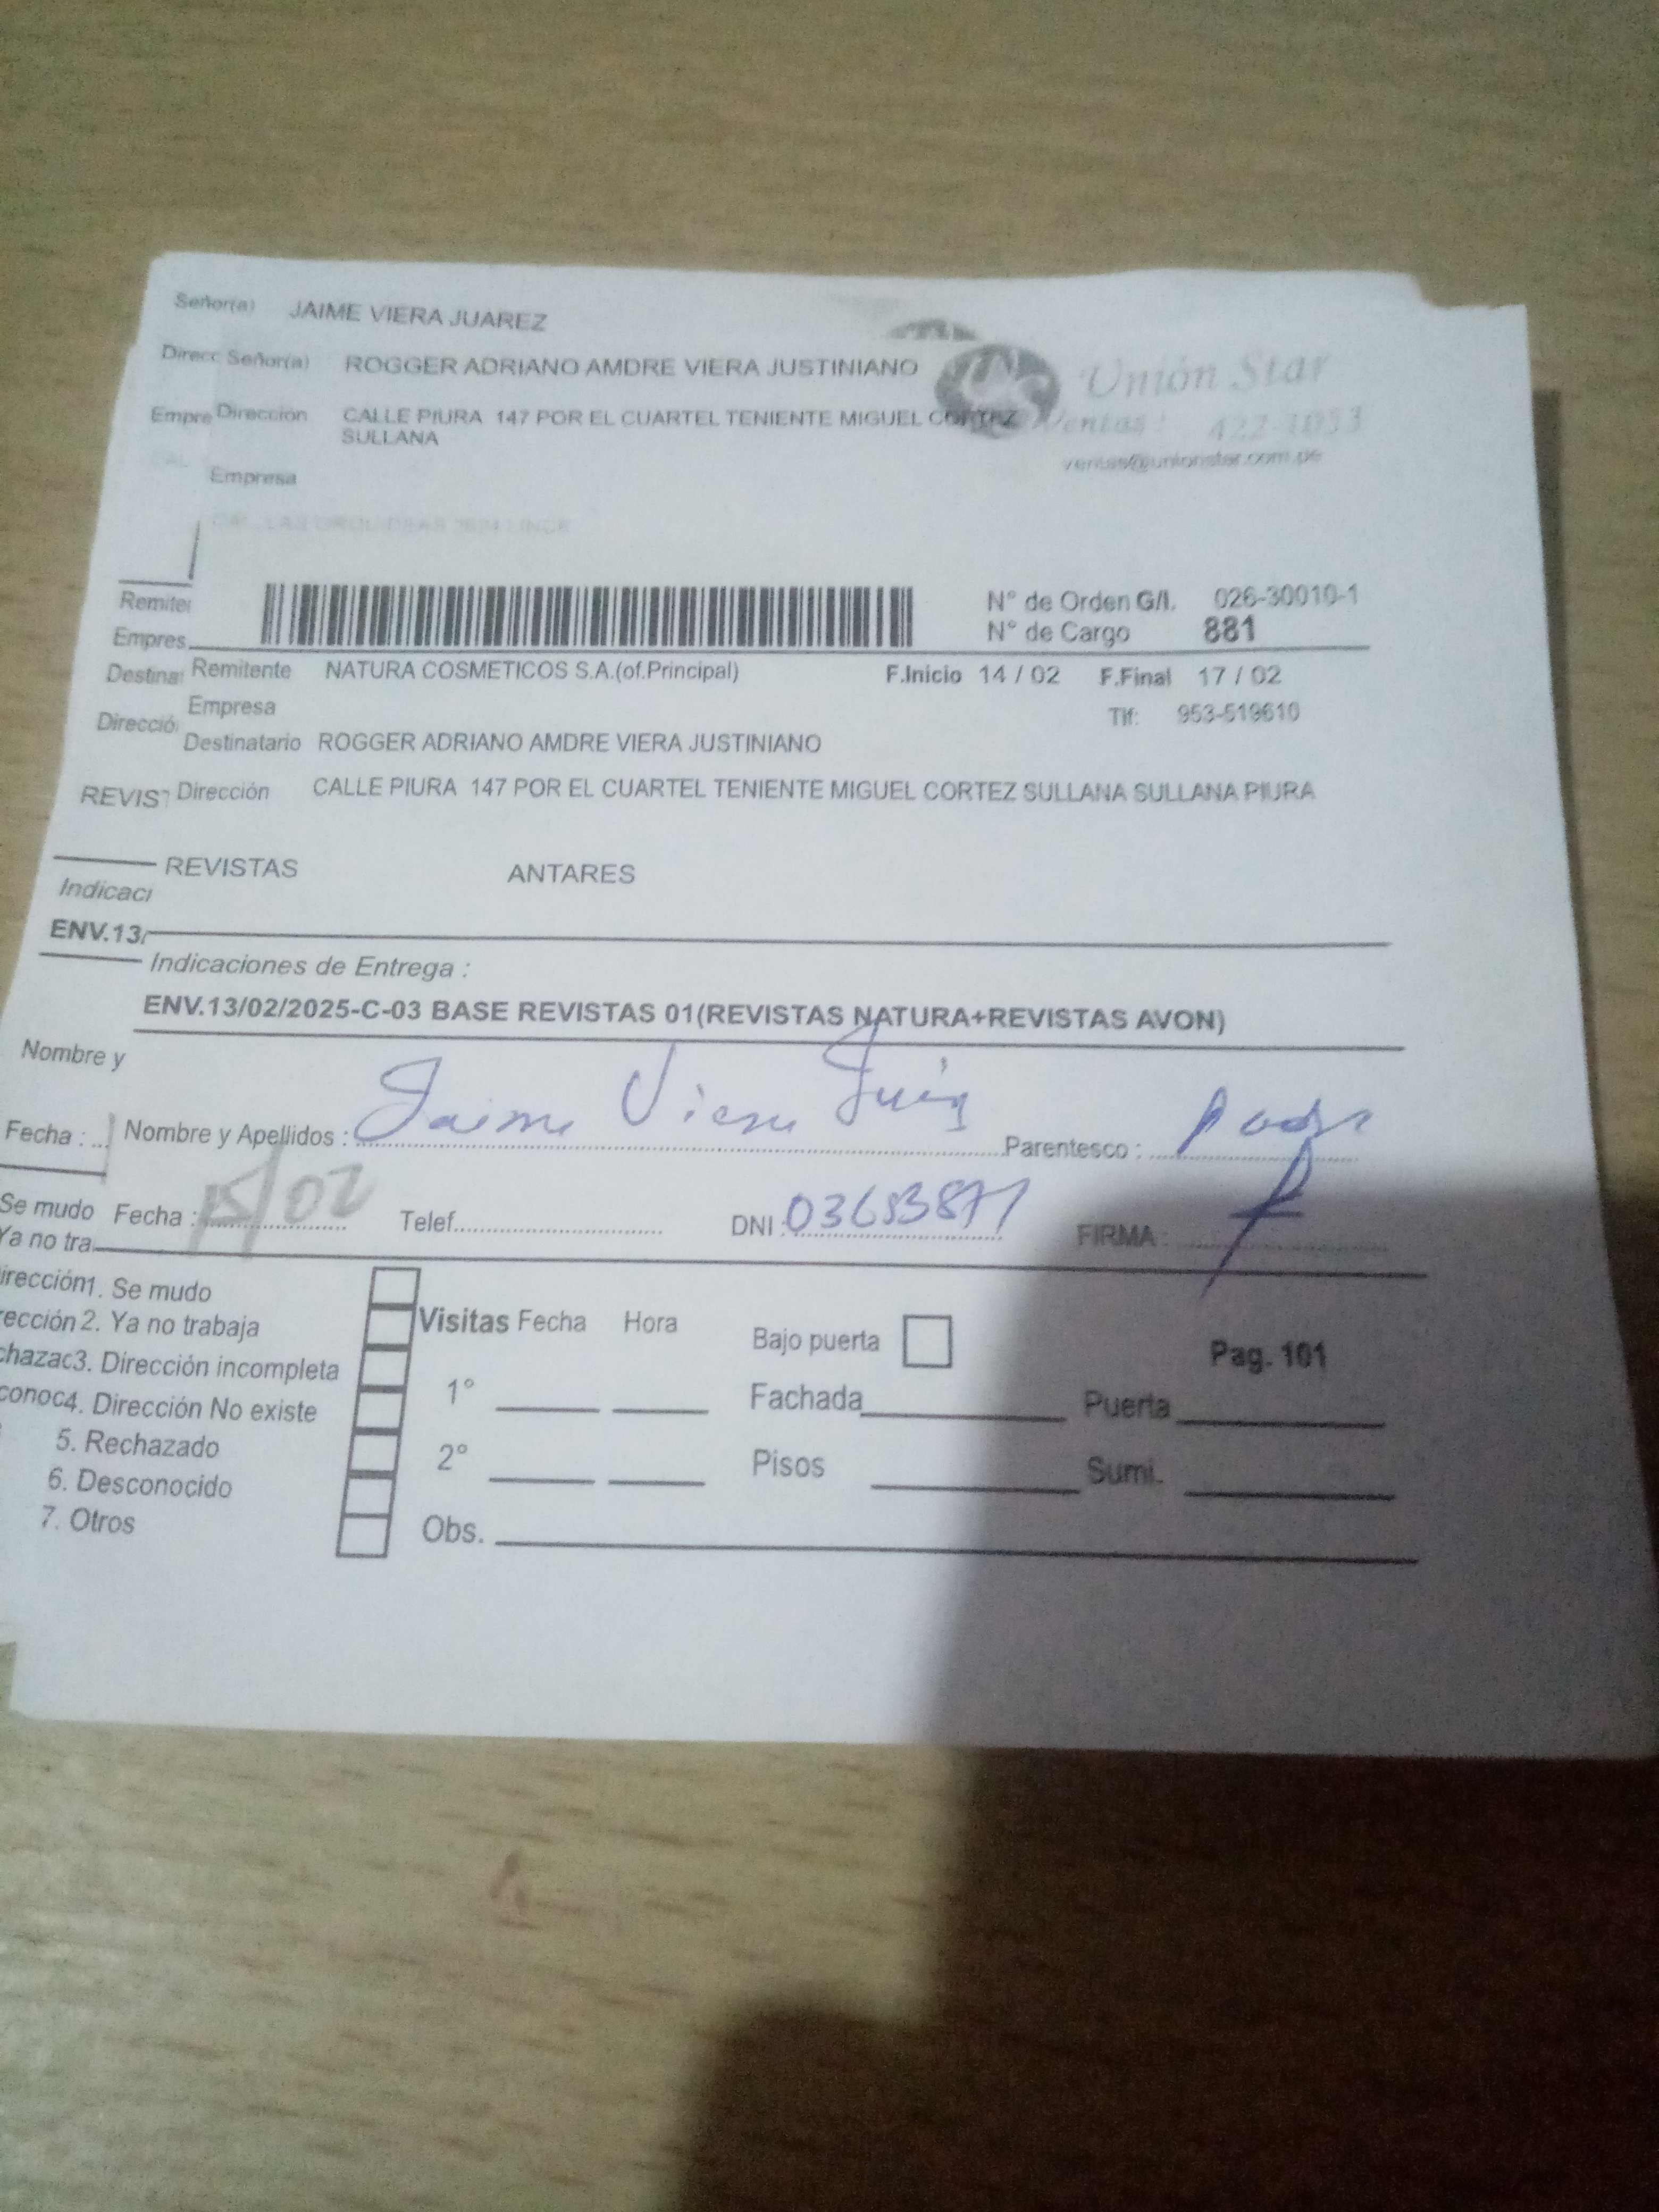 Señor(a) JAIME VIERA JUAREZ
Direcc Señor(a) ROGGER ADRIANO AMDRE VIERA JUSTINIANO
Unión Star
Empre Dirección CALLE PIURA 147 POR EL CUARTEL TENIENTE MIGUEL CORTEZ
SULLANA
Ventas: 422-1053
ventas@unionstar.com.pe
Empresa
Remite
Empres
N° de Orden G/I. 026-30010-1
N° de Cargo 881
Destina Remitente NATURA COSMETICOS S.A.(of.Principal) F.Inicio 14 / 02 F.Final 17 / 02
Empresa Tlf: 953-519610
Direcció Destinatario ROGGER ADRIANO AMDRE VIERA JUSTINIANO
REVIS Dirección CALLE PIURA 147 POR EL CUARTEL TENIENTE MIGUEL CORTEZ SULLANA SULLANA PIURA
REVISTAS ANTARES
Indicaci
ENV.13/
Indicaciones de Entrega :
ENV.13/02/2025-C-03 BASE REVISTAS 01(REVISTAS NATURA+REVISTAS AVON)
Nombre y
Fecha : Nombre y Apellidos : Jaime Viera Parentesco : Padre
Se mudo Fecha : 15/02 Telef. DNI : FIRMA :
Ya no tra
irección1. Se mudo
rección 2. Ya no trabaja Visitas Fecha Hora Bajo puerta Pag. 101
chazac3. Dirección incompleta
conoc4. Dirección No existe 1° Fachada Puerta
5. Rechazado
6. Desconocido 2° Pisos Sumi.
7. Otros Obs.